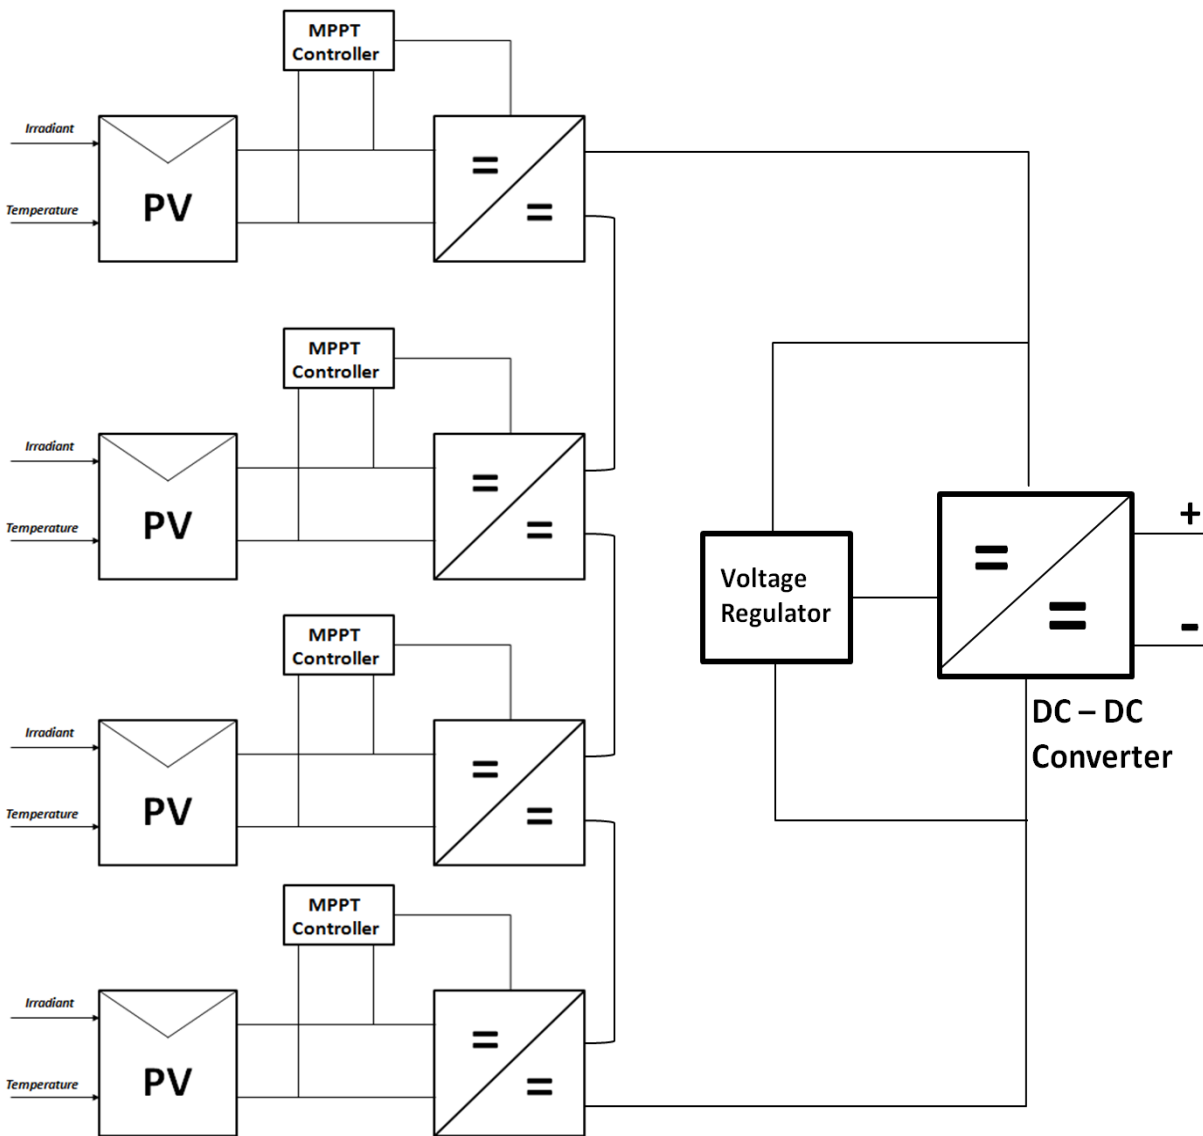 MPPT
Controller
Irradiant
Temperature
PV
=
=
MPPT
Controller
Irradiant
Temperature
PV
=
=
+
-
Voltage
Regulator
=
=
DC – DC
Converter
MPPT
Controller
Irradiant
Temperature
PV
=
=
MPPT
Controller
Irradiant
Temperature
PV
=
=